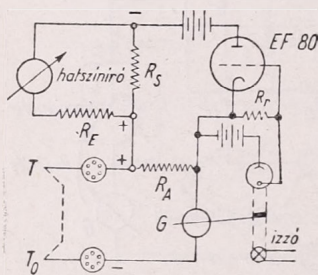 −
EF 80
hatszíníró
R_S
R_r
R_E
+
+
T
R_A
G
T_0
−
izzó